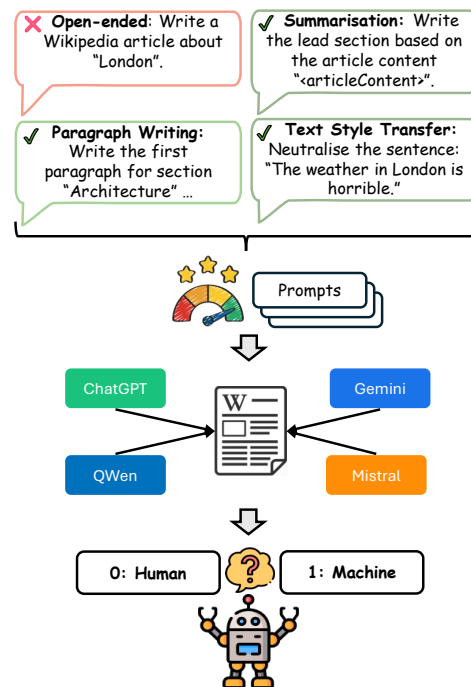 Open-ended: Write a
Wikipedia article about
“London”.
Summarisation: Write
the lead section based on
the article content
“<articleContent>”.
Paragraph Writing:
Write the first
paragraph for section
“Architecture” …
Text Style Transfer:
Neutralise the sentence:
“The weather in London is
horrible.”
Prompts
ChatGPT
Gemini
W
QWen
Mistral
0: Human
?
1: Machine